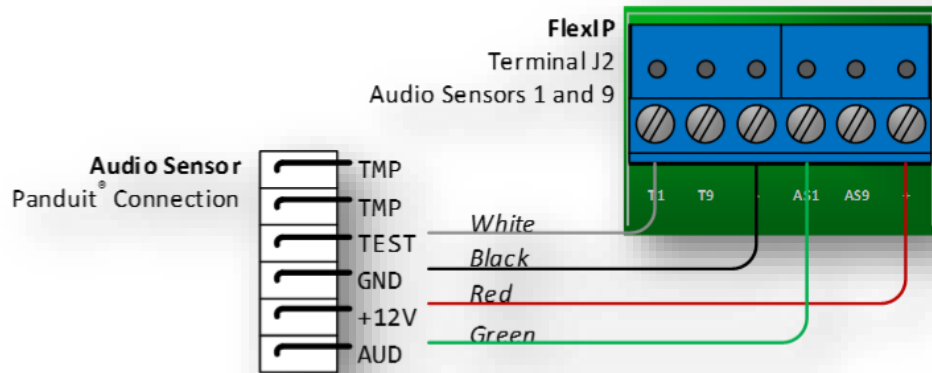 FlexIP
Terminal J2
Audio Sensors 1 and 9
T1 T9 - AS1 AS9 +
Audio Sensor
Panduit® Connection
TMP
TMP
TEST
GND
+12V
AUD
White
Black
Red
Green